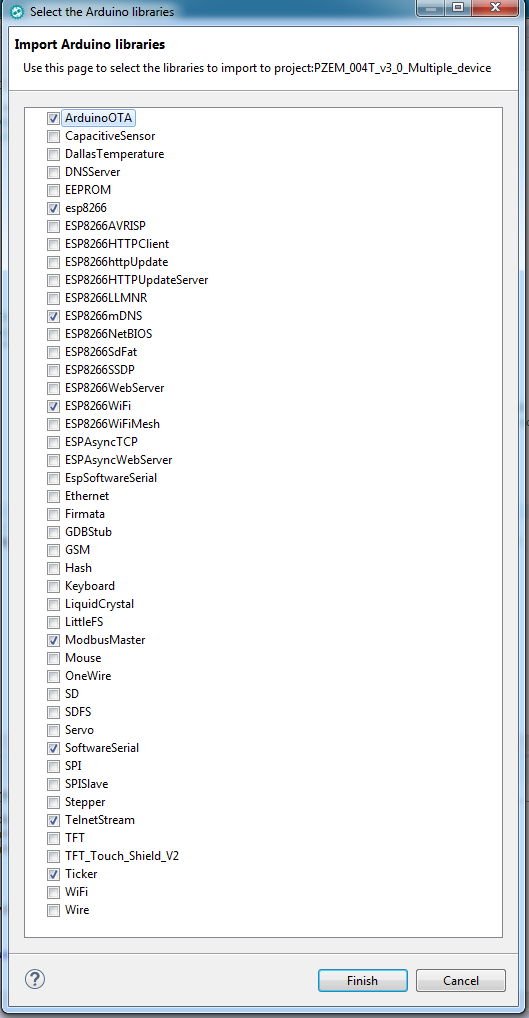 Select the Arduino libraries
Import Arduino libraries
Use this page to select the libraries to import to project:PZEM_004T_v3_0_Multiple_device
ArduinoOTA
CapacitiveSensor
DallasTemperature
DNSServer
EEPROM
esp8266
ESP8266AVRISP
ESP8266HTTPClient
ESP8266httpUpdate
ESP8266HTTPUpdateServer
ESP8266LLMNR
ESP8266mDNS
ESP8266NetBIOS
ESP8266SdFat
ESP8266SSDP
ESP8266WebServer
ESP8266WiFi
ESP8266WiFiMesh
ESPAsyncTCP
ESPAsyncWebServer
EspSoftwareSerial
Ethernet
Firmata
GDBStub
GSM
Hash
Keyboard
LiquidCrystal
LittleFS
ModbusMaster
Mouse
OneWire
SD
SDFS
Servo
SoftwareSerial
SPI
SPISlave
Stepper
TelnetStream
TFT
TFT_Touch_Shield_V2
Ticker
WiFi
Wire
? Finish Cancel